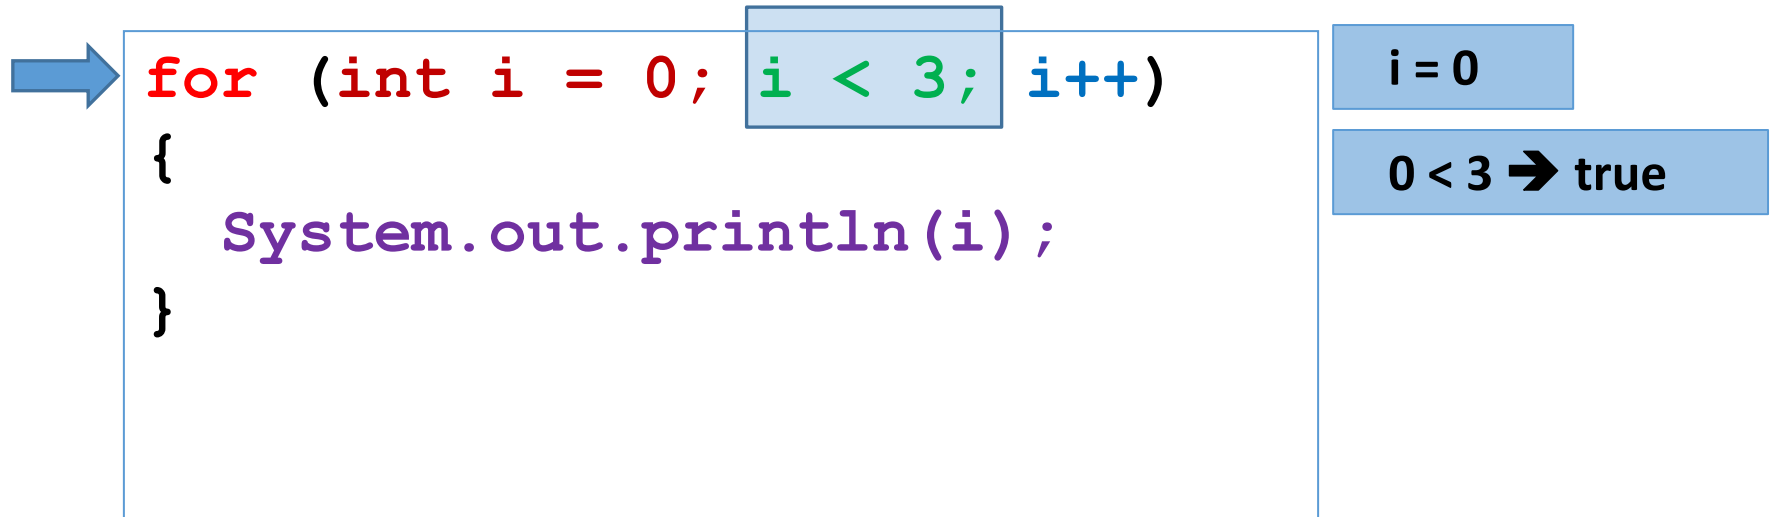 for (int i = 0; i < 3; i++)
{
System.out.println(i);
}
i = 0
0 < 3 🡺 true